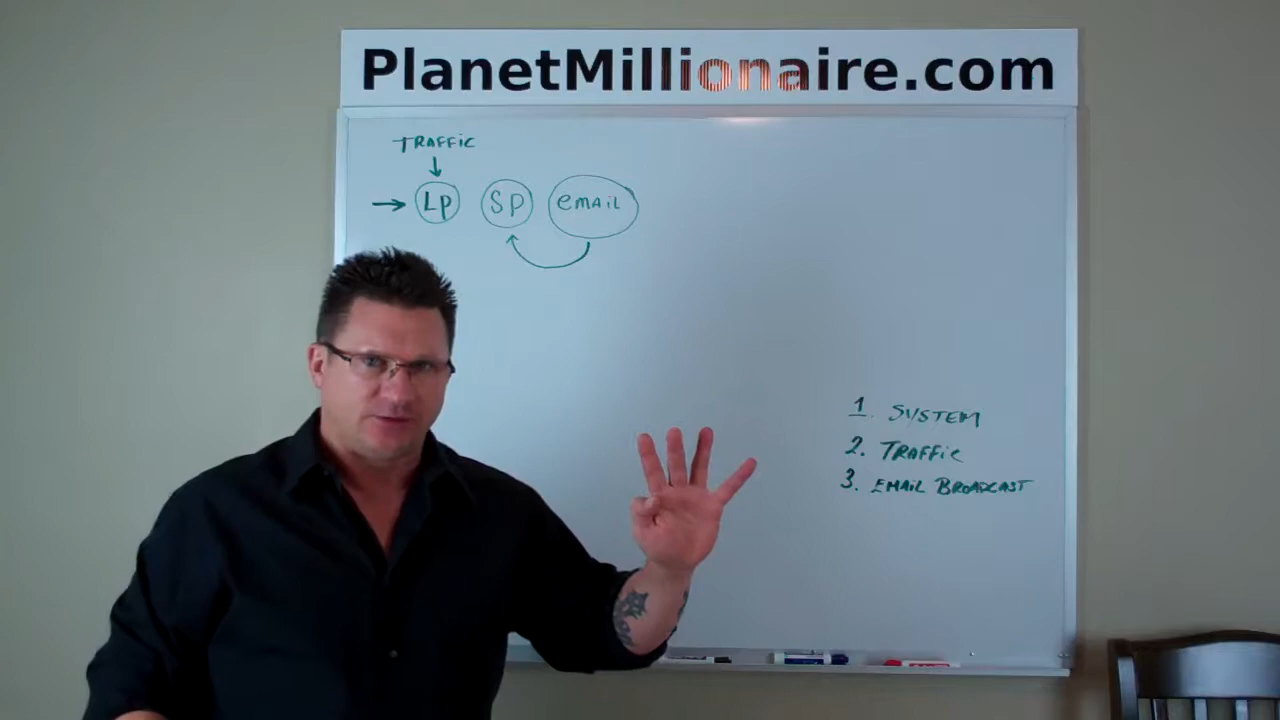 PlanetMillionaire.com
TRAFFIC
LP SP EMAIL
1. SYSTEM
2. TRAFFIC
3. EMAIL BROADCAST